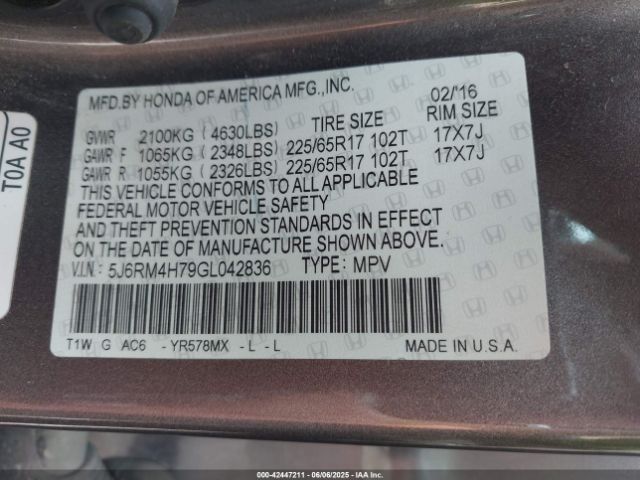 MFD. BY HONDA OF AMERICA MFG., INC. 02/'16
GVWR 2100KG (4630LBS) TIRE SIZE RIM SIZE
GAWR F 1065KG (2348LBS) 225/65R17 102T 17X7J
GAWR R 1055KG (2326LBS) 225/65R17 102T 17X7J
THIS VEHICLE CONFORMS TO ALL APPLICABLE
FEDERAL MOTOR VEHICLE SAFETY
AND THEFT PREVENTION STANDARDS IN EFFECT
ON THE DATE OF MANUFACTURE SHOWN ABOVE.
V.I.N.: 5J6RM4H79GL042836 TYPE: MPV
T1W G AC6 - YR578MX - L - L MADE IN U.S.A.
T0A A0
000-42447211 - 06/06/2025 - IAAI.COM